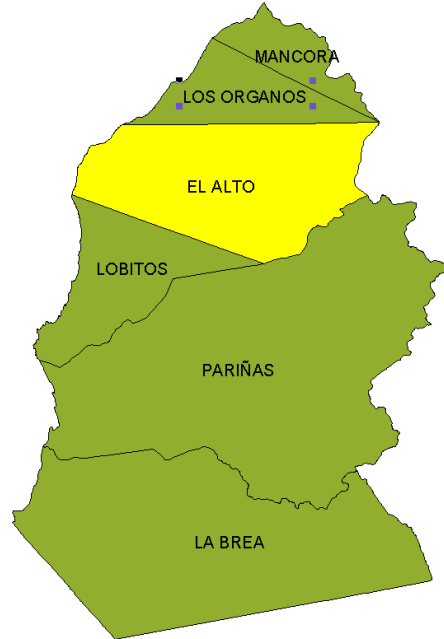 MANCORA
LOS ORGANOS
EL ALTO
LOBITOS
PARIÑAS
LA BREA